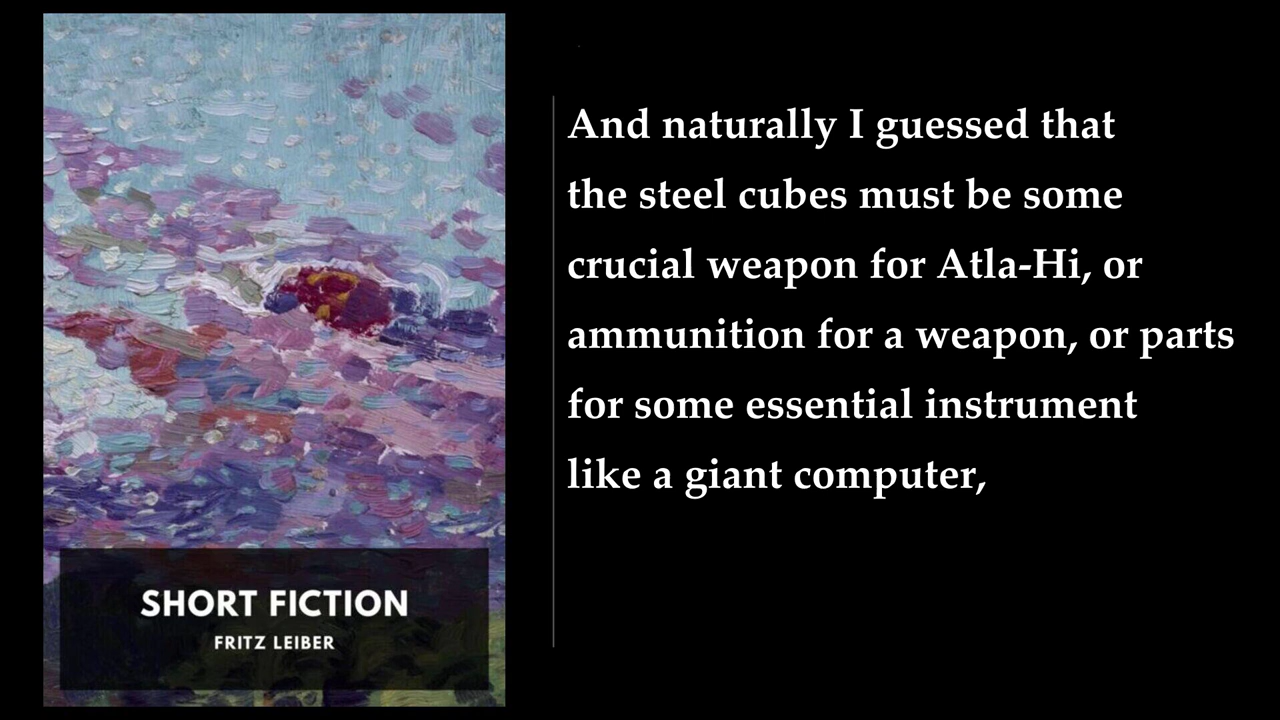 And naturally I guessed that
the steel cubes must be some
crucial weapon for Atla-Hi, or
ammunition for a weapon, or parts
for some essential instrument
like a giant computer,
SHORT FICTION
FRITZ LEIBER